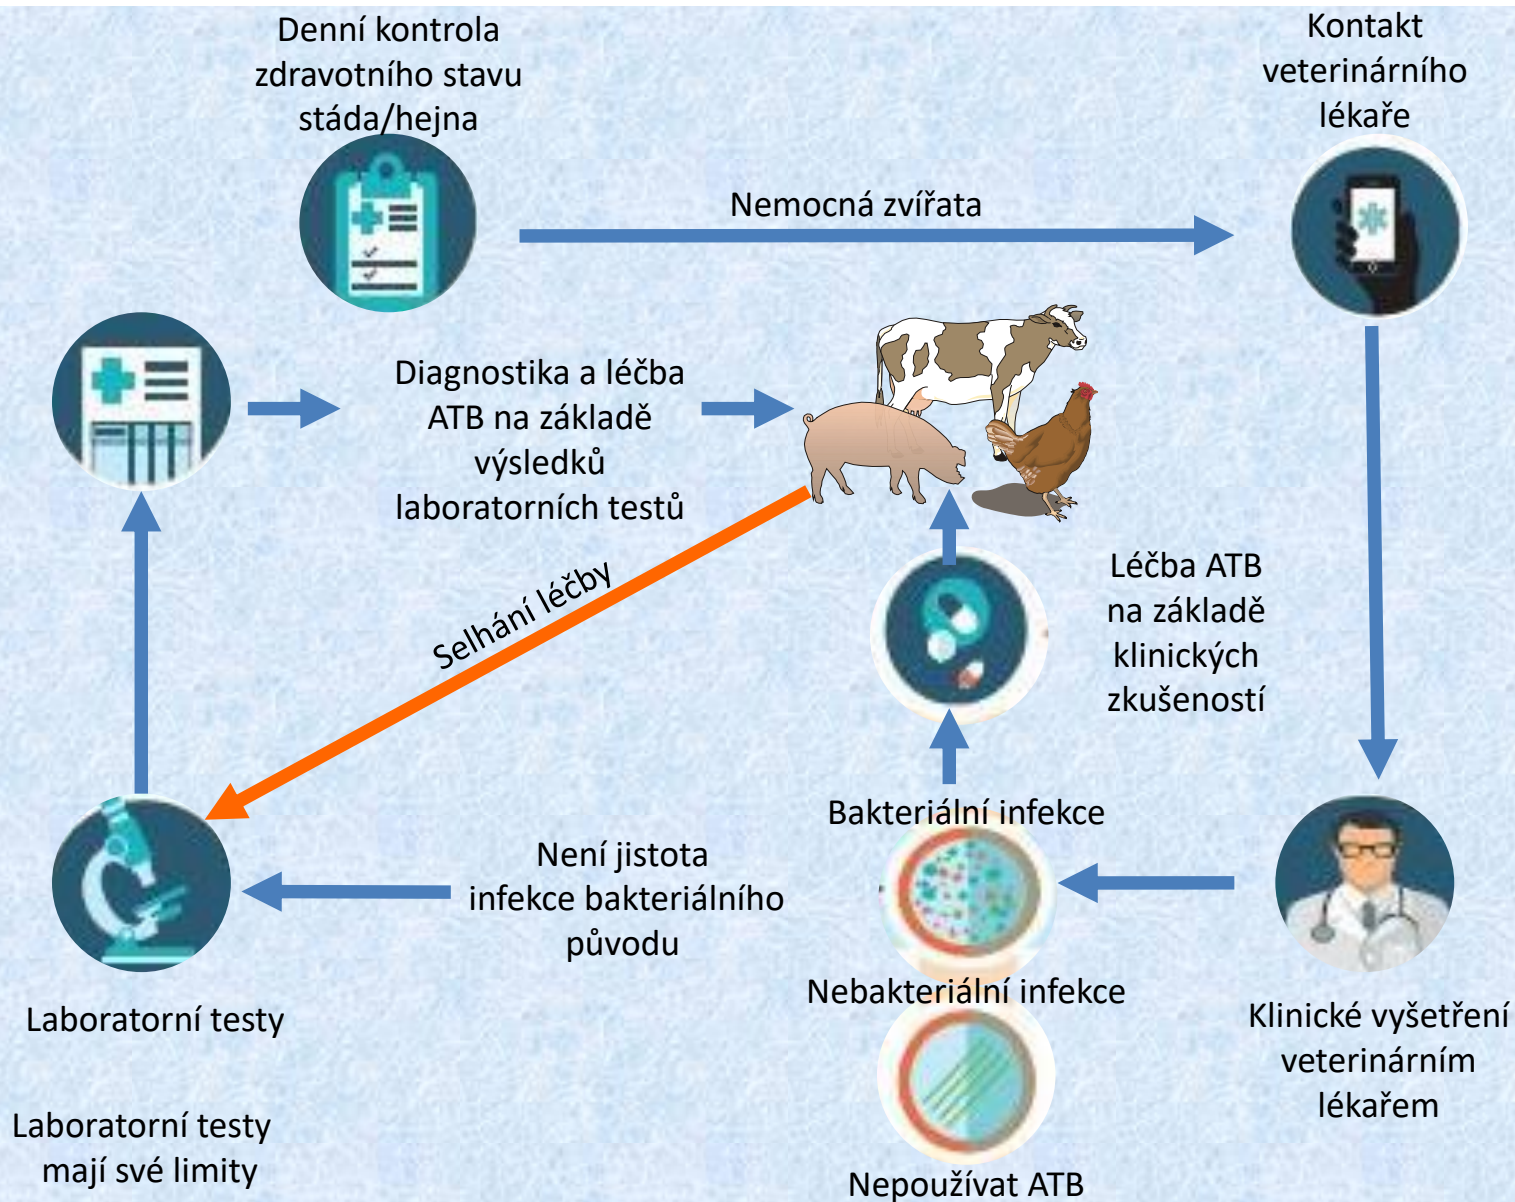 Denní kontrola
zdravotního stavu
stáda/hejna
Kontakt
veterinárního
lékaře
Nemocná zvířata
Diagnostika a léčba
ATB na základě
výsledků
laboratorních testů
Selhání léčby
Léčba ATB
na základě
klinických
zkušeností
Bakteriální infekce
Není jistota
infekce bakteriálního
původu
Nebakteriální infekce
Laboratorní testy
Klinické vyšetření
veterinárním
lékařem
Laboratorní testy
mají své limity
Nepoužívat ATB